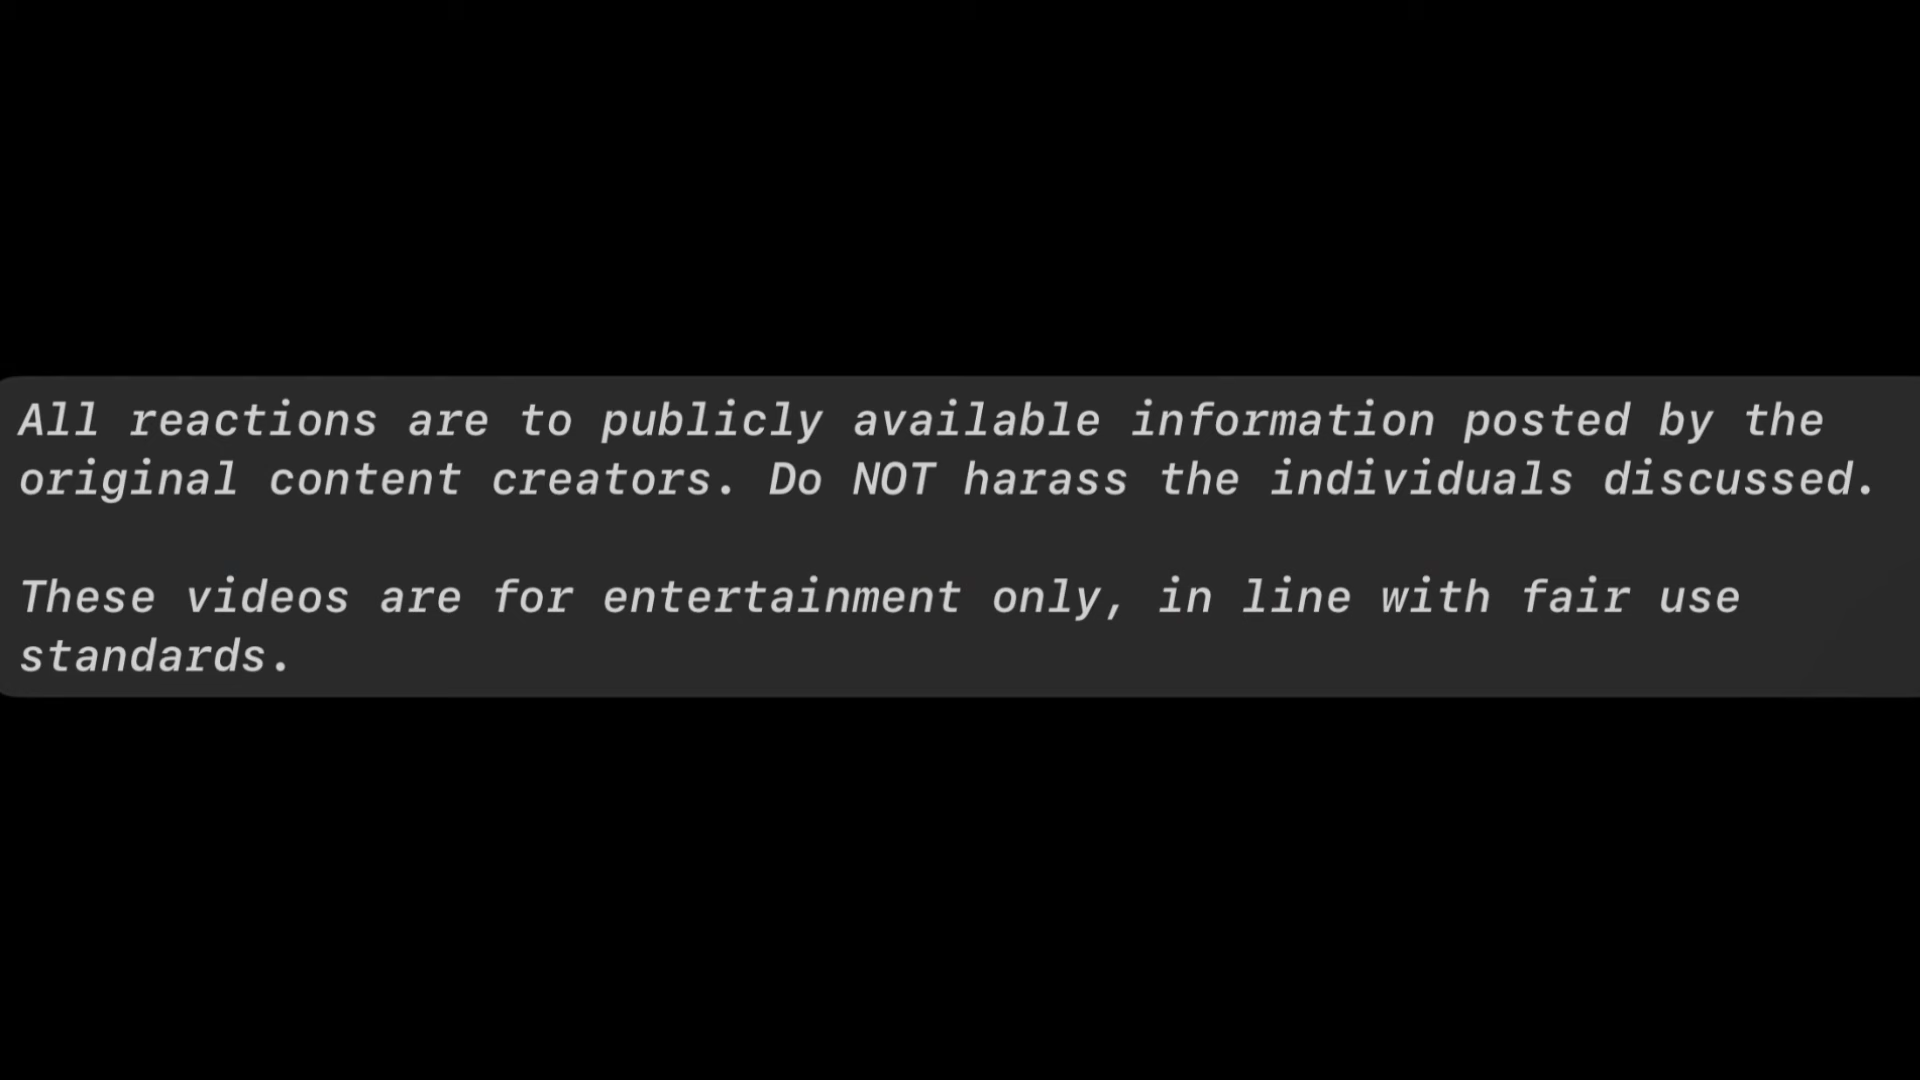 All reactions are to publicly available information posted by the
original content creators. Do NOT harass the individuals discussed.
These videos are for entertainment only, in line with fair use
standards.